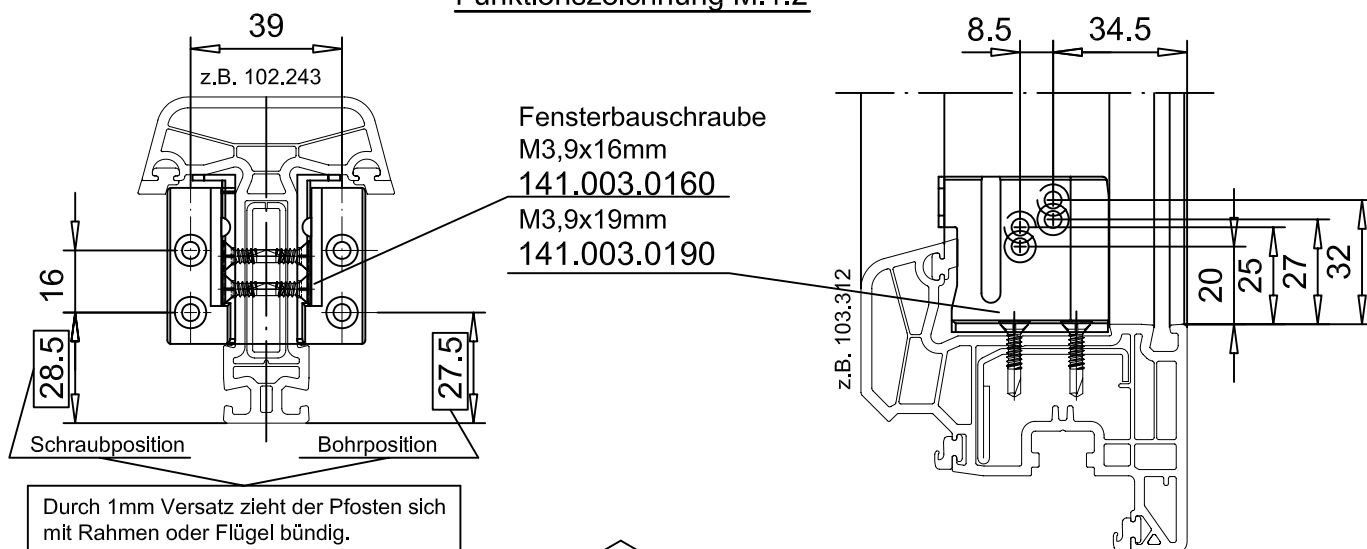 Funktionszeichnung M.1.2
39
z.B. 102.243
8.5
34.5
Fensterbauschraube
M3,9x16mm
141.003.0160
M3,9x19mm
141.003.0190
16
28.5
27.5
z.B. 103.312
20
25
27
32
Schraubposition
Bohrposition
Durch 1mm Versatz zieht der Pfosten sich
mit Rahmen oder Flügel bündig.